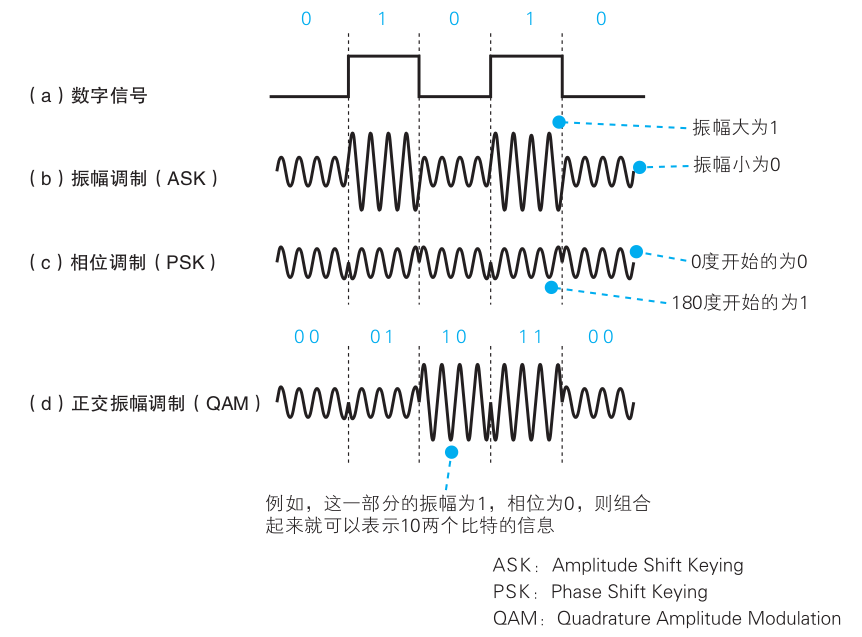 0 1 0 1 0
（a）数字信号
振幅大为1
振幅小为0
（b）振幅调制（ASK）
（c）相位调制（PSK）
0度开始的为0
180度开始的为1
00 01 10 11 00
（d）正交振幅调制（QAM）
例如，这一部分的振幅为1，相位为0，则组合
起来就可以表示10两个比特的信息
ASK：Amplitude Shift Keying
PSK：Phase Shift Keying
QAM：Quadrature Amplitude Modulation